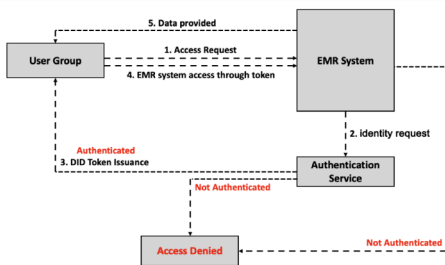 5. Data provided
1. Access Request
User Group
EMR System
4. EMR system access through token
2. identity request
Authenticated
3. DID Token Issuance
Authentication
Service
Not Authenticated
Access Denied
Not Authenticated